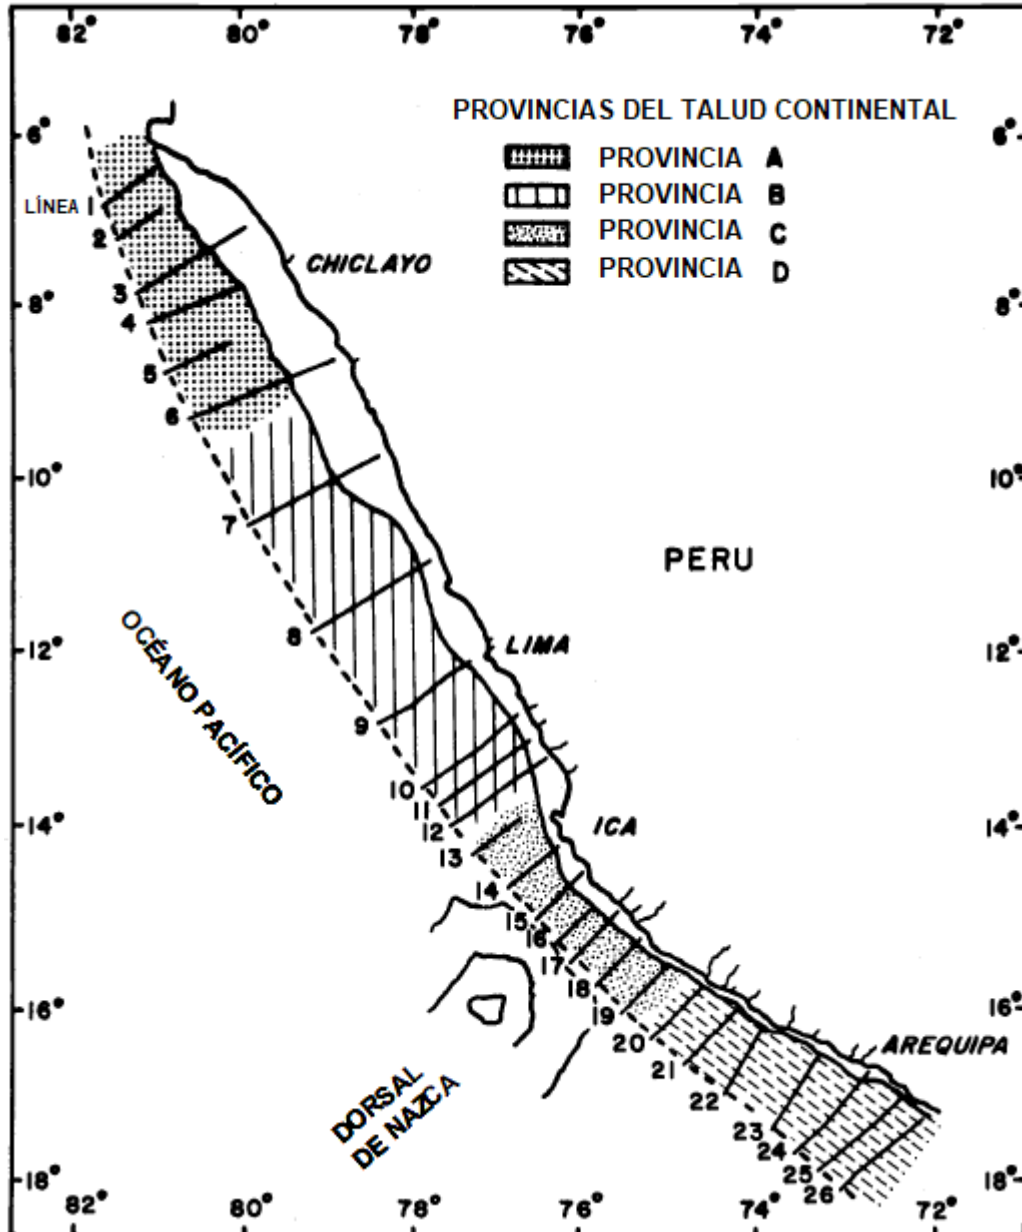 82° 80° 78° 76° 74° 72°
PROVINCIAS DEL TALUD CONTINENTAL
PROVINCIA A
PROVINCIA B
PROVINCIA C
PROVINCIA D
6° 6°
LÍNEA 1
2
CHICLAYO
3
8° 8°
4
5
6
10° 10°
7
PERU
8
OCÉANO PACÍFICO
LIMA
12° 12°
9
10
11
12
14° 14°
ICA
13
14
15
16
17
18
16° 16°
19
20
21
22
AREQUIPA
DORSAL
DE NAZCA
23
24
25
26
18° 18°
82° 80° 78° 76° 74° 72°